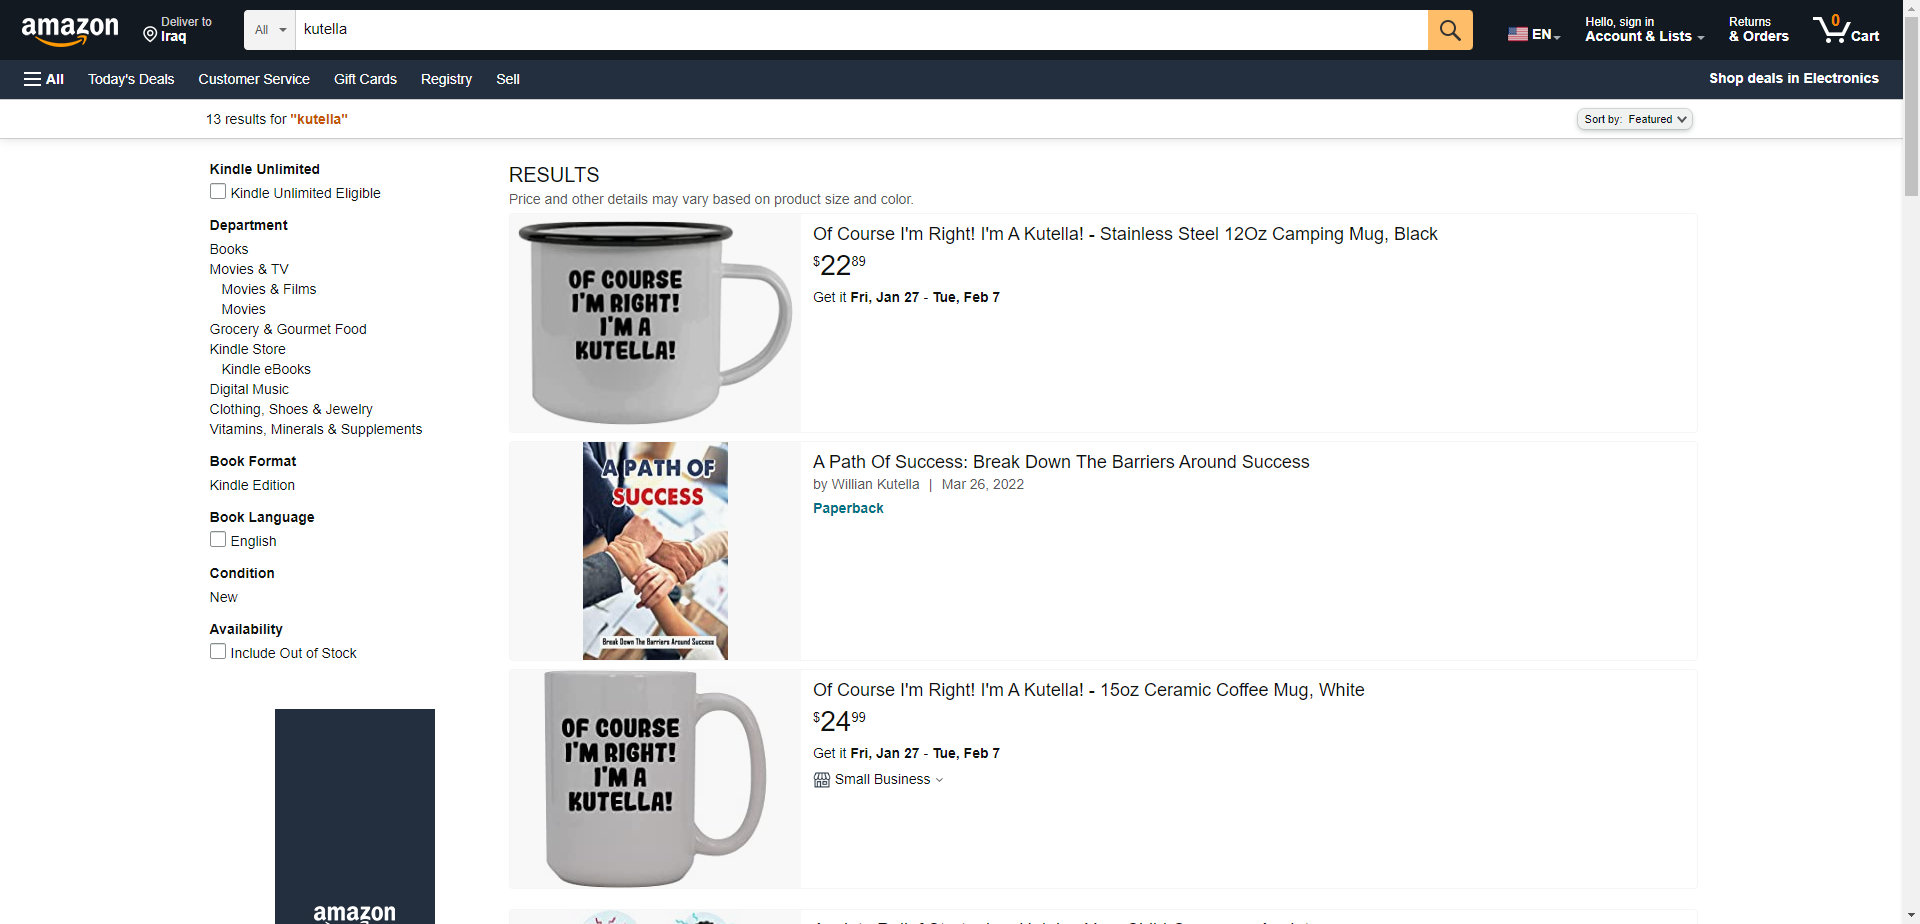 amazon
Deliver to
Iraq
All
kutella
EN
Hello, sign in
Account & Lists
Returns
& Orders
0
Cart
All
Today's Deals
Customer Service
Gift Cards
Registry
Sell
Shop deals in Electronics
13 results for "kutella"
Sort by: Featured
Kindle Unlimited
Kindle Unlimited Eligible
Department
Books
Movies & TV
Movies & Films
Movies
Grocery & Gourmet Food
Kindle Store
Kindle eBooks
Digital Music
Clothing, Shoes & Jewelry
Vitamins, Minerals & Supplements
Book Format
Kindle Edition
Book Language
English
Condition
New
Availability
Include Out of Stock
amazon
RESULTS
Price and other details may vary based on product size and color.
OF COURSE
I'M RIGHT!
I'M A
KUTELLA!
Of Course I'm Right! I'm A Kutella! - Stainless Steel 12Oz Camping Mug, Black
$22 89
Get it Fri, Jan 27 - Tue, Feb 7
A PATH OF
SUCCESS
Break Down The Barriers Around Success
A Path Of Success: Break Down The Barriers Around Success
by Willian Kutella | Mar 26, 2022
Paperback
OF COURSE
I'M RIGHT!
I'M A
KUTELLA!
Of Course I'm Right! I'm A Kutella! - 15oz Ceramic Coffee Mug, White
$24 99
Get it Fri, Jan 27 - Tue, Feb 7
Small Business